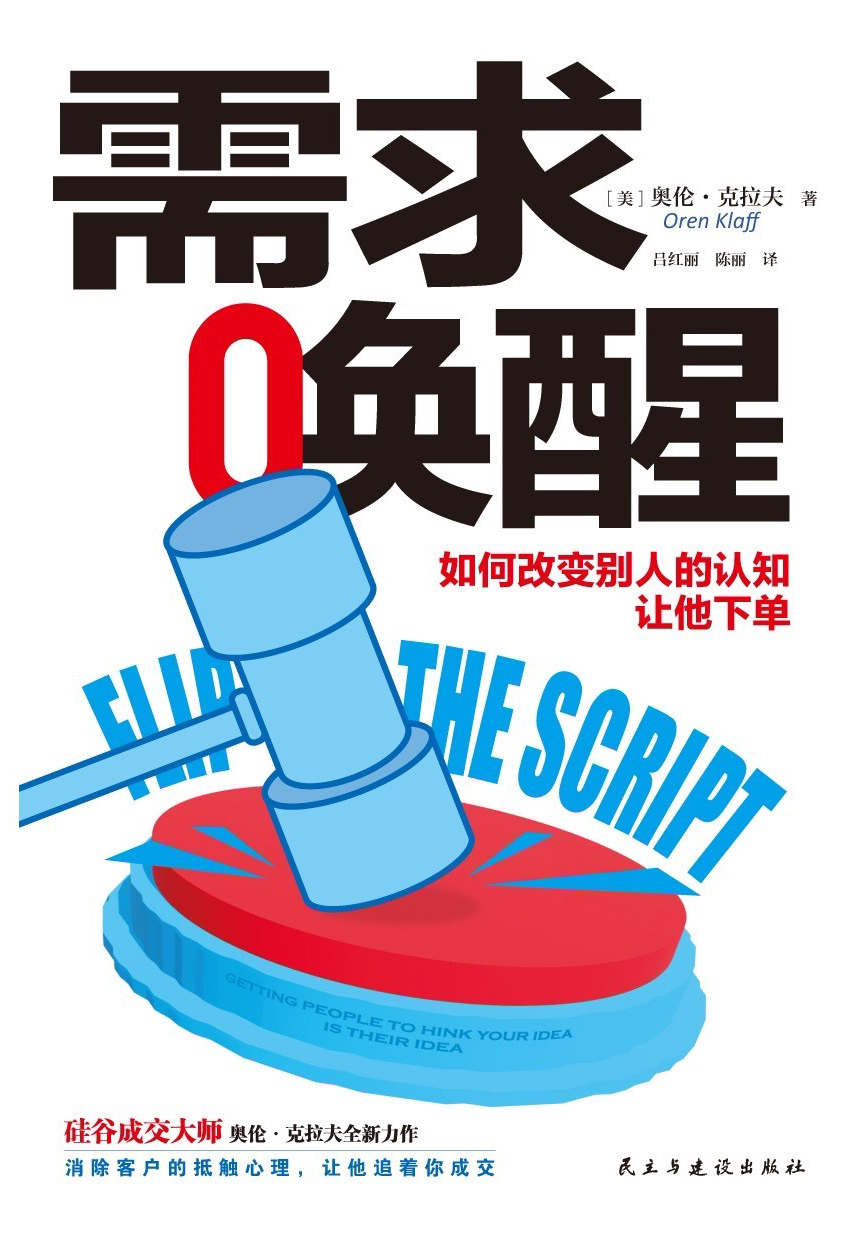 需求
唤醒
[美] 奥伦·克拉夫 著
Oren Klaff
吕红丽 陈丽 译
如何改变别人的认知
让他下单
FLIP THE SCRIPT
GETTING PEOPLE TO HINK YOUR IDEA
IS THEIR IDEA
硅谷成交大师 奥伦·克拉夫全新力作
消除客户的抵触心理，让他追着你成交
民主与建设出版社